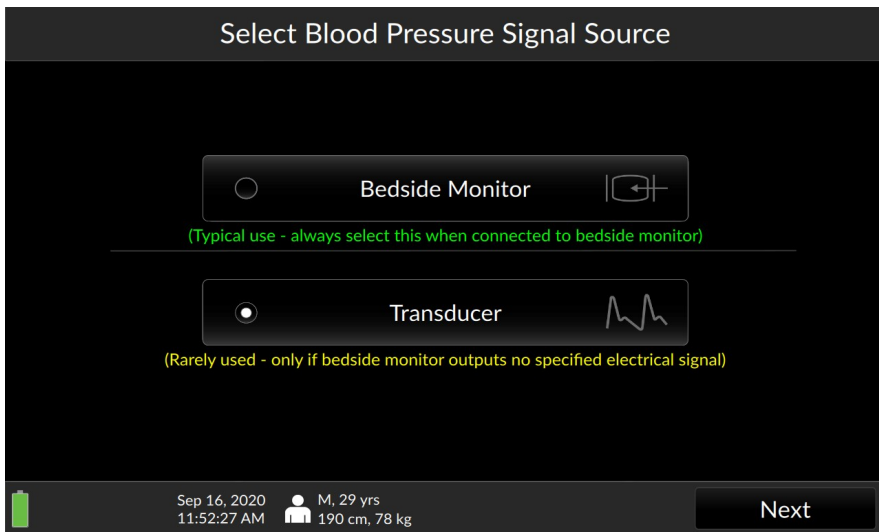 Select Blood Pressure Signal Source
Bedside Monitor
(Typical use - always select this when connected to bedside monitor)
Transducer
(Rarely used - only if bedside monitor outputs no specified electrical signal)
Sep 16, 2020
11:52:27 AM
M, 29 yrs
190 cm, 78 kg
Next